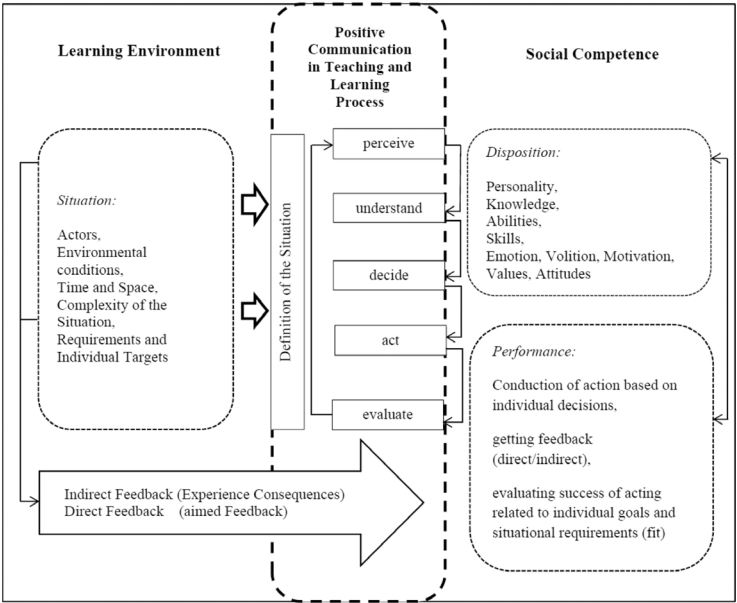 Learning Environment
Positive
Communication
in Teaching and
Learning
Process
Social Competence
Situation:
Actors,
Environmental
conditions,
Time and Space,
Complexity of the
Situation,
Requirements and
Individual Targets
Definition of the Situation
perceive
understand
decide
act
evaluate
Disposition:
Personality,
Knowledge,
Abilities,
Skills,
Emotion, Volition, Motivation,
Values, Attitudes
Performance:
Conduction of action based on
individual decisions,
getting feedback
(direct/indirect),
evaluating success of acting
related to individual goals and
situational requirements (fit)
Indirect Feedback (Experience Consequences)
Direct Feedback (aimed Feedback)